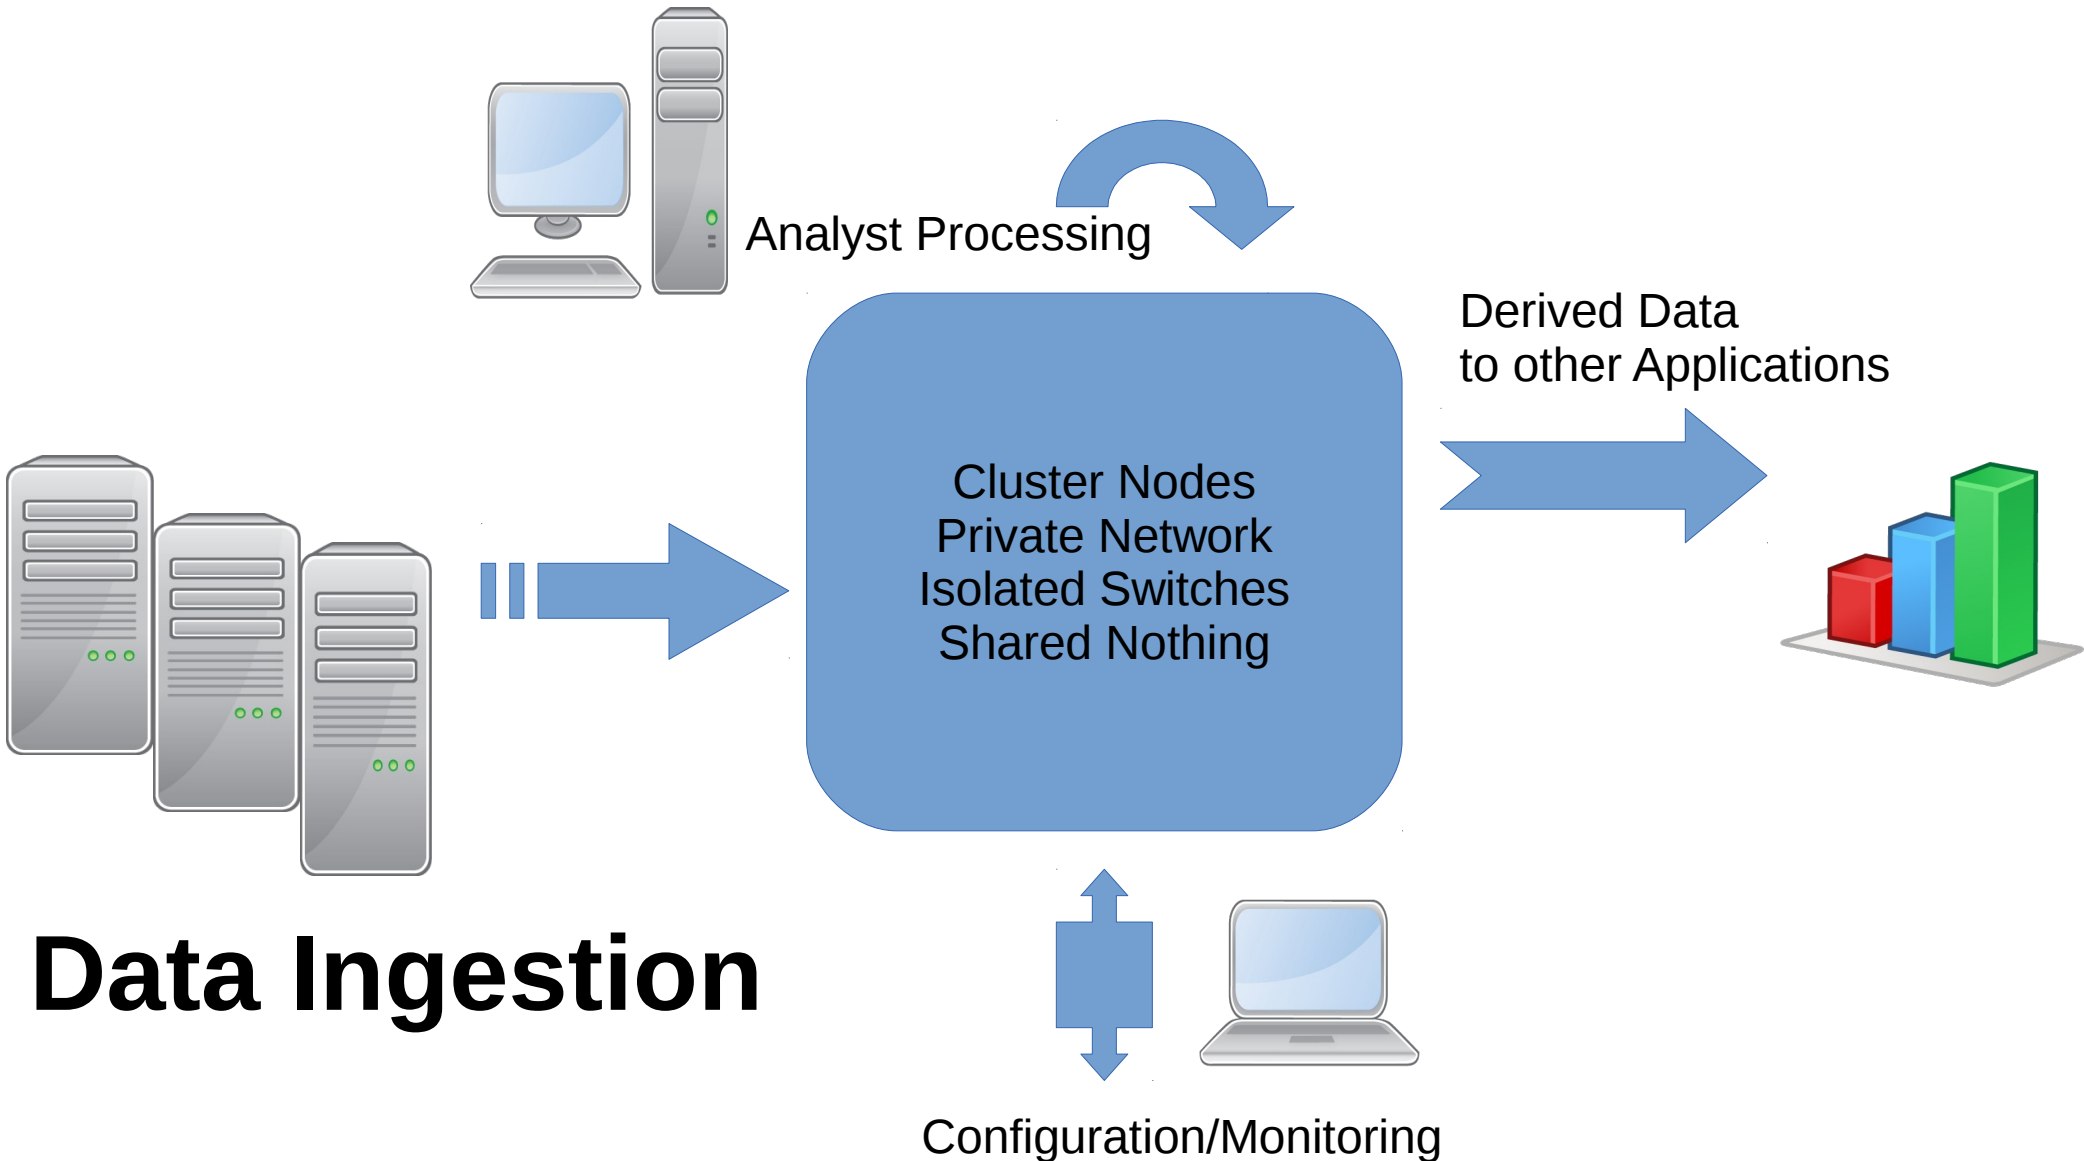 Analyst Processing
Derived Data
to other Applications
Cluster Nodes
Private Network
Isolated Switches
Shared Nothing
Data Ingestion
Configuration/Monitoring